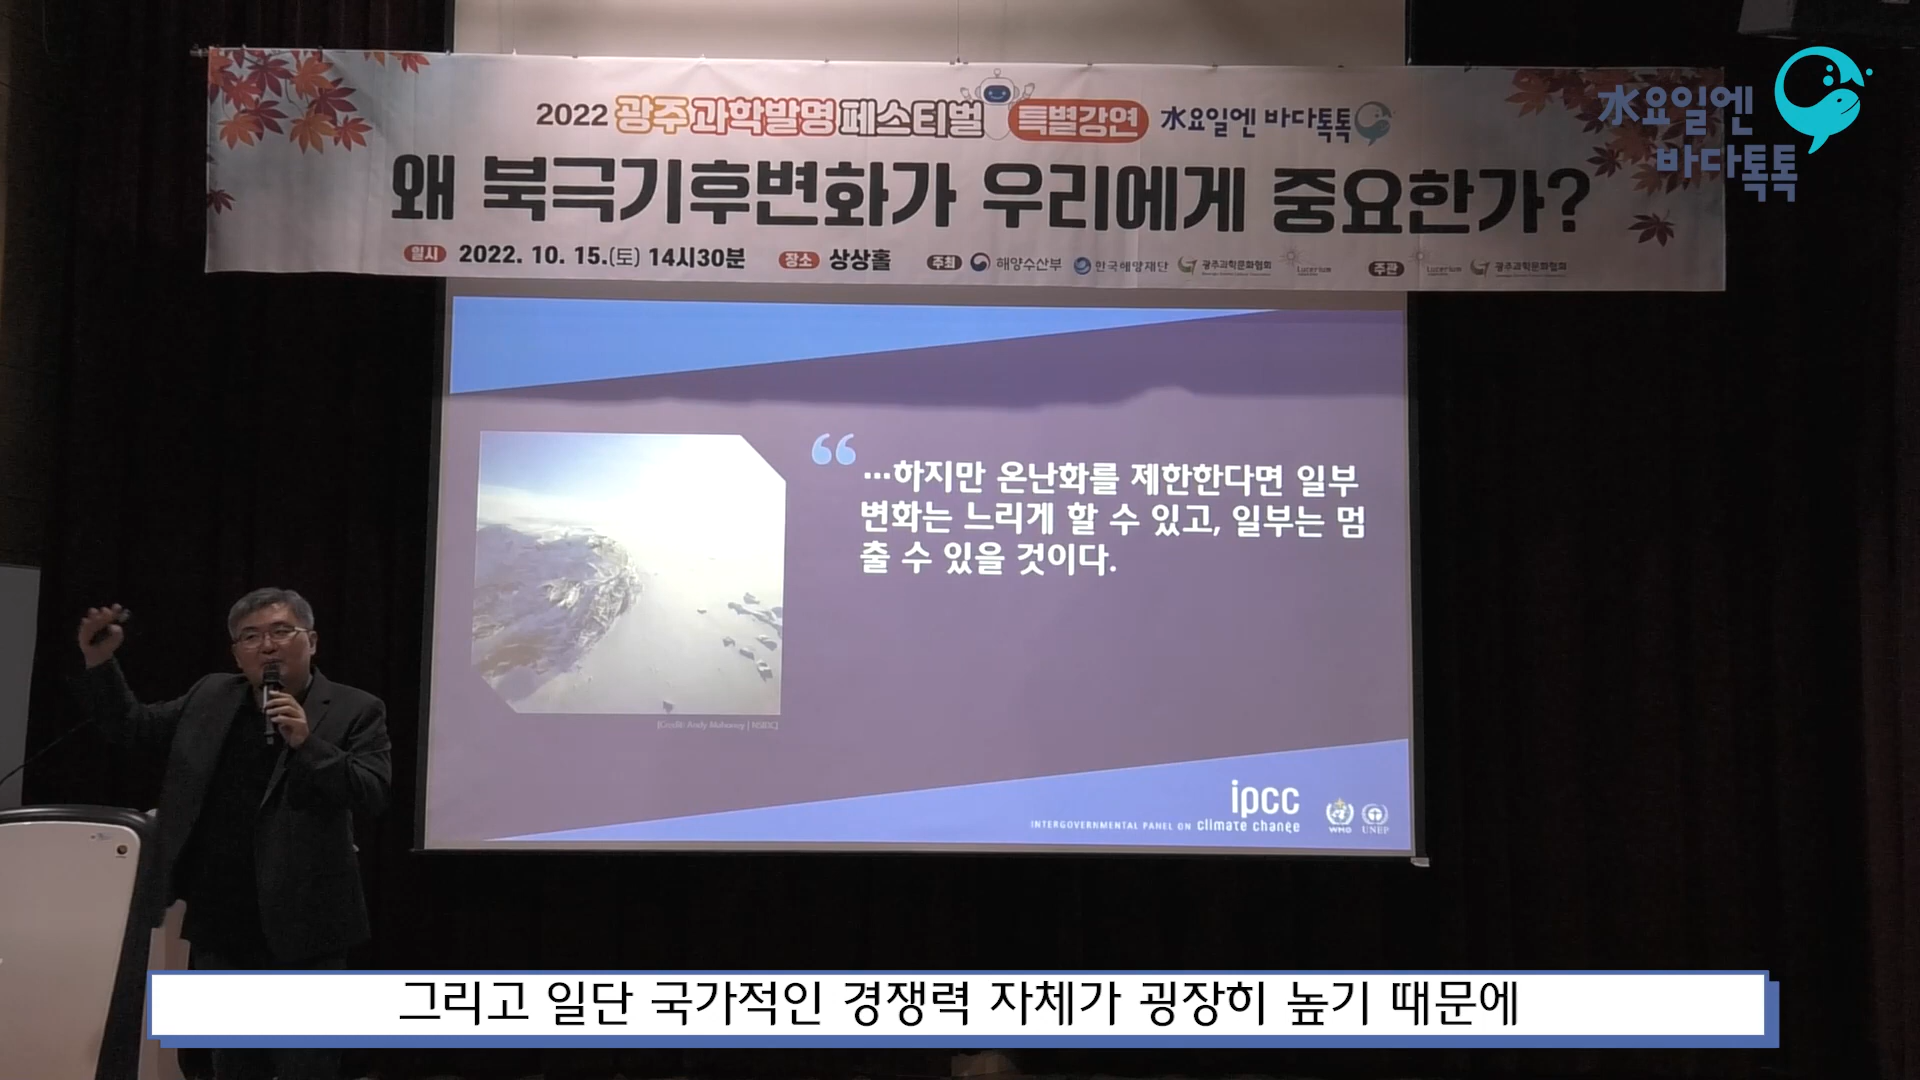 2022 광주과학발명페스티벌 특별강연 水요일엔 바다톡톡
水요일엔
바다톡톡
왜 북극기후변화가 우리에게 중요한가?
일시 2022. 10. 15.(토) 14시30분 장소 상상홀 주최 해양수산부 한국해양재단 광주과학문화협회 Lucerium 주관 Lucerium 광주과학문화협회
“ ...하지만 온난화를 제한한다면 일부
변화는 느리게 할 수 있고, 일부는 멈
출 수 있을 것이다.
[Credit: Andy Mahoney | NSIDC]
ipcc
INTERGOVERNMENTAL PANEL ON climate change
WMO UNEP
그리고 일단 국가적인 경쟁력 자체가 굉장히 높기 때문에